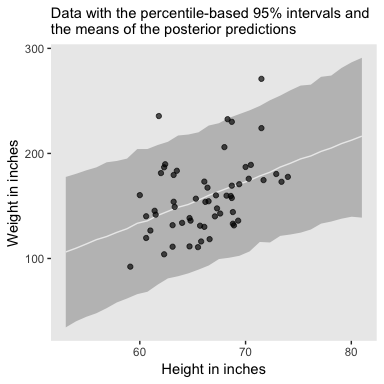 Data with the percentile-based 95% intervals and
the means of the posterior predictions
300
200
100
Weight in inches
60
70
80
Height in inches